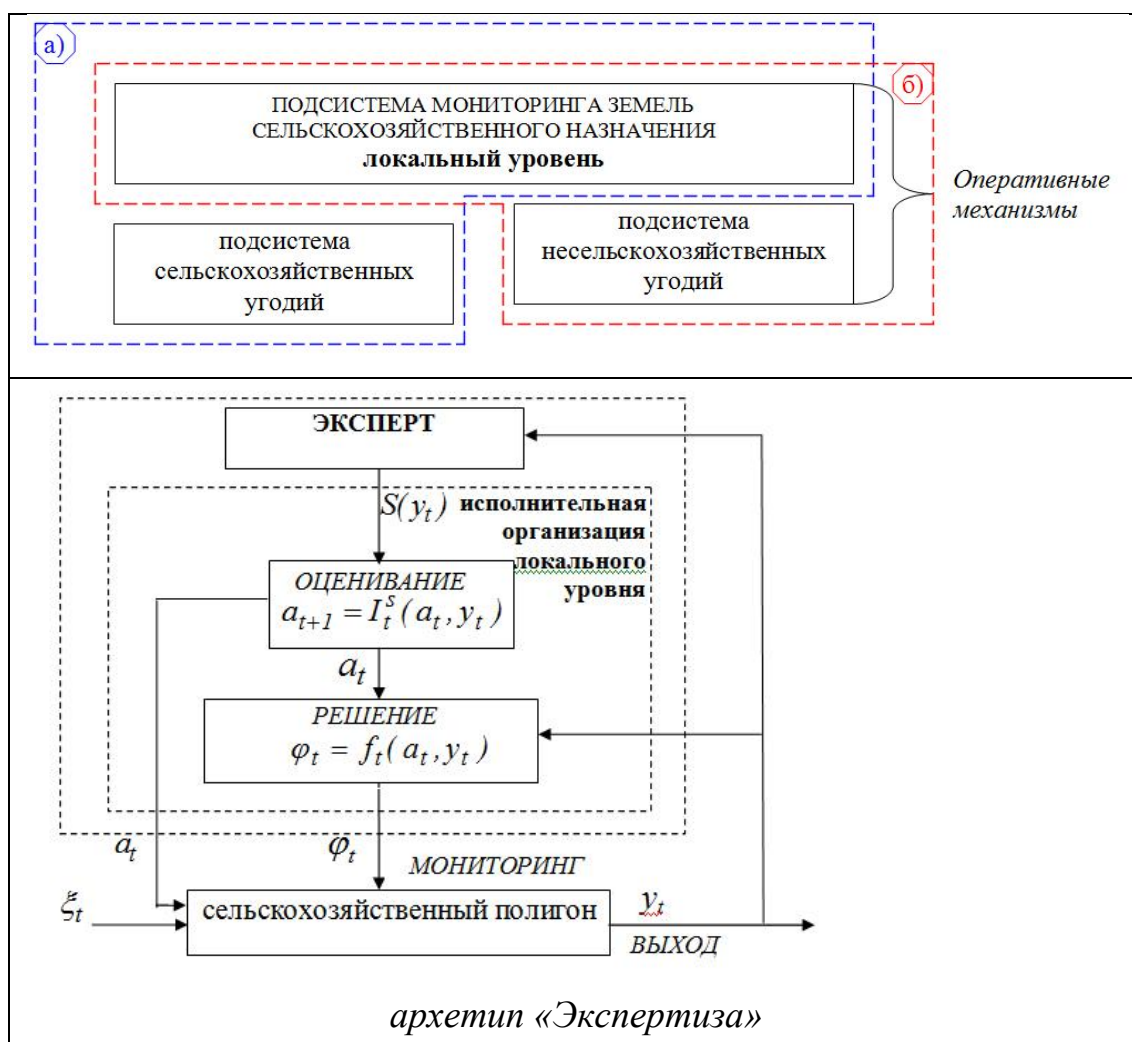 а)
б)
ПОДСИСТЕМА МОНИТОРИНГА ЗЕМЕЛЬ
СЕЛЬСКОХОЗЯЙСТВЕННОГО НАЗНАЧЕНИЯ
локальный уровень
Оперативные
механизмы
подсистема
сельскохозяйственных
угодий
подсистема
несельскохозяйственных
угодий
ЭКСПЕРТ
S(y_t)
исполнительная
организация
локального
уровня
ОЦЕНИВАНИЕ
a_{t+1} = I_t^s(a_t, y_t)
a_t
РЕШЕНИЕ
φ_t = f_t(a_t, y_t)
a_t
φ_t
МОНИТОРИНГ
ξ_t
сельскохозяйственный полигон
y_t
ВЫХОД
архетип «Экспертиза»